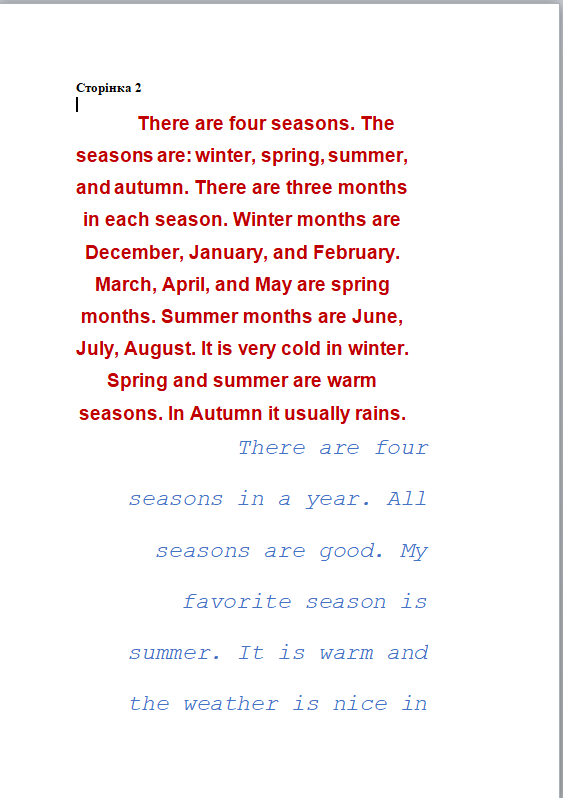 Сторінка 2
There are four seasons. The
seasons are: winter, spring, summer,
and autumn. There are three months
in each season. Winter months are
December, January, and February.
March, April, and May are spring
months. Summer months are June,
July, August. It is very cold in winter.
Spring and summer are warm
seasons. In Autumn it usually rains.
There are four
seasons in a year. All
seasons are good. My
favorite season is
summer. It is warm and
the weather is nice in